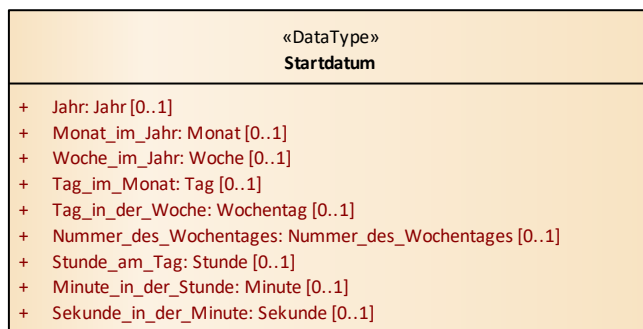 «DataType»
Startdatum
+ Jahr: Jahr [0..1]
+ Monat_im_Jahr: Monat [0..1]
+ Woche_im_Jahr: Woche [0..1]
+ Tag_im_Monat: Tag [0..1]
+ Tag_in_der_Woche: Wochentag [0..1]
+ Nummer_des_Wochentages: Nummer_des_Wochentages [0..1]
+ Stunde_am_Tag: Stunde [0..1]
+ Minute_in_der_Stunde: Minute [0..1]
+ Sekunde_in_der_Minute: Sekunde [0..1]